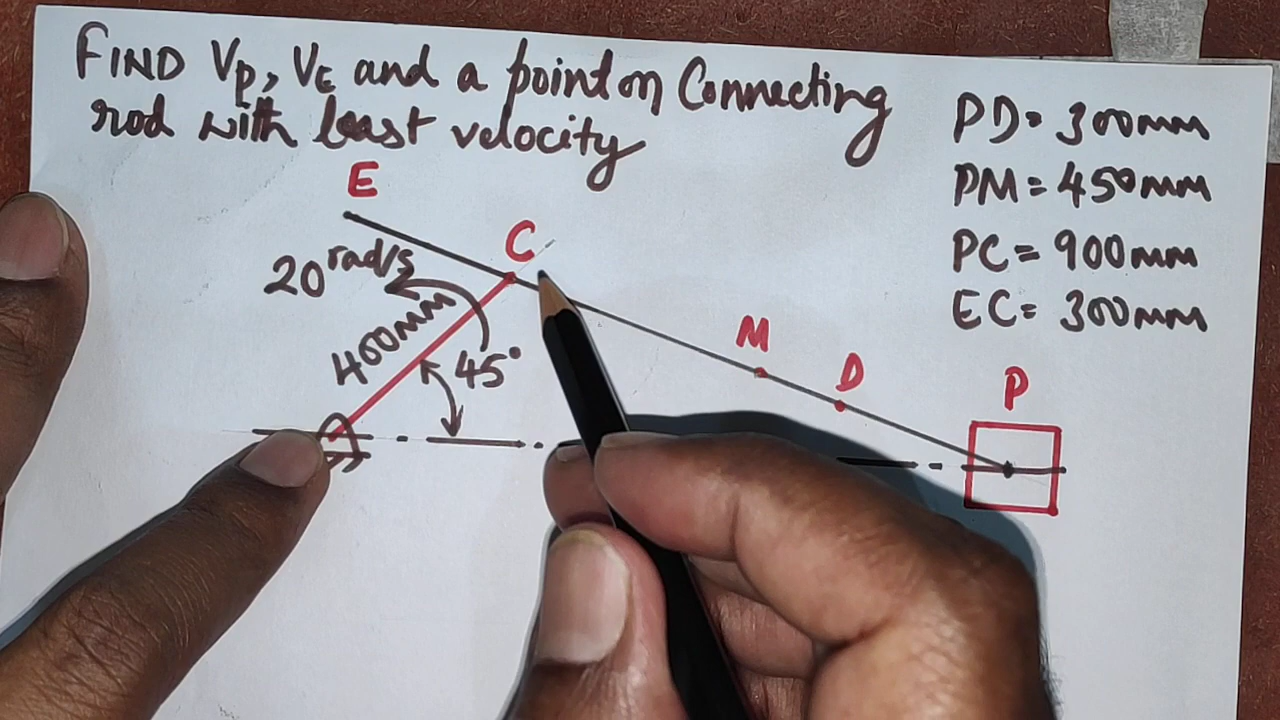 FIND Vp, VE and a point on Connecting
rod with least velocity
PD = 300mm
PM = 450mm
PC = 900mm
EC = 300mm
E
C
20 rad/s
400mm
45°
M
D
P